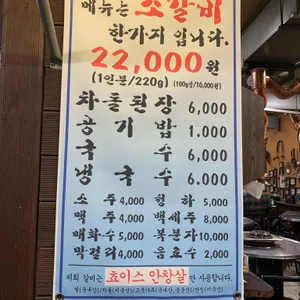 메뉴는 소갈비
한가지 입니다.
22,000원
(1인분/220g) (100g당/10,000원)
차돌된장 6,000
공기밥 1.000
국수 6,000
냉국수 6.000
소주 4,000 청하 5,000
맥주 4,000 백세주 8,000
매화수 5,000 복분자 10,000
막걸리 4,000 음료수 2,000
저희 갈비는 쵸이스 안창살만 사용합니다.